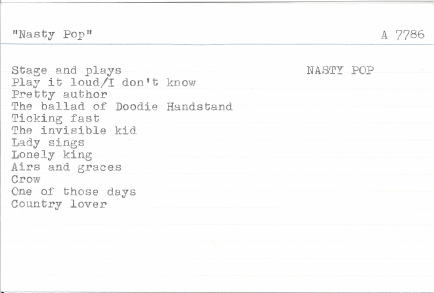 "Nasty Pop" A 7786
Stage and plays NASTY POP
Play it loud/I don't know
Pretty author
The ballad of Doodie Handstand
Ticking fast
The invisible kid
Lady sings
Lonely king
Airs and graces
Crow
One of those days
Country lover